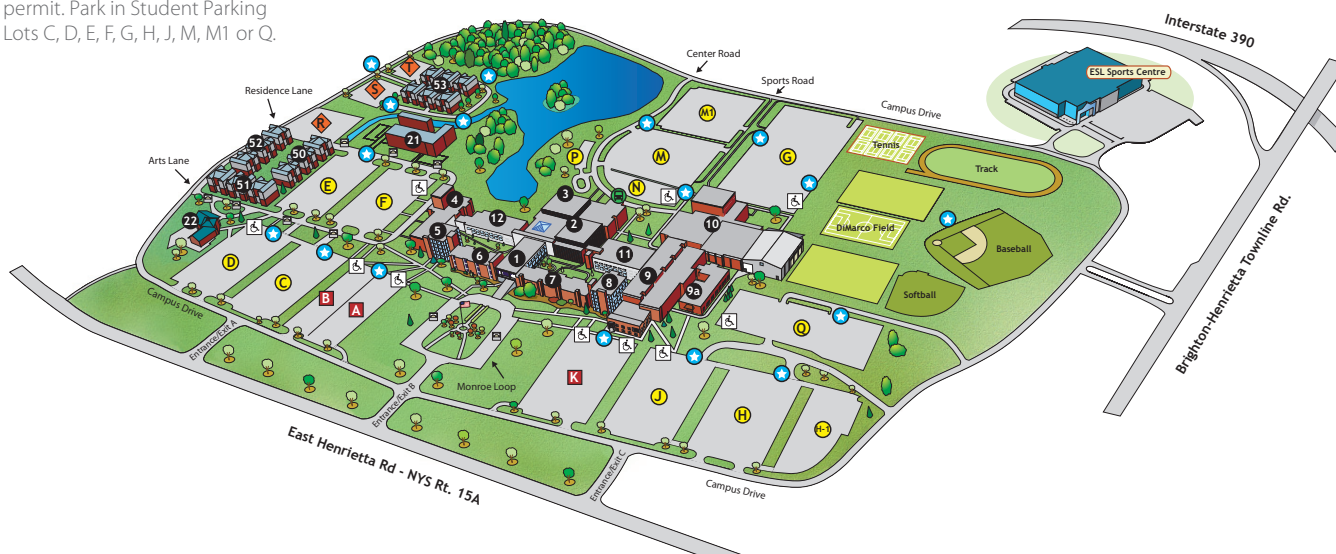 permit. Park in Student Parking
Lots C, D, E, F, G, H, J, M, M1 or Q.
Interstate 390
ESL Sports Centre
Center Road
Sports Road
Campus Drive
Residence Lane
Arts Lane
T
S
R
53
52
50
51
21
22
M1
M
G
P
N
E
F
D
C
B
A
Tennis
Track
DiMarco Field
Baseball
Softball
3
4
12
2
5
10
6
1
11
7
8
9
9a
Q
K
J
H
H-1
Campus Drive
Entrance/Exit A
Monroe Loop
Entrance/Exit B
Entrance/Exit C
Campus Drive
East Henrietta Rd - NYS Rt. 15A
Brighton-Henrietta Townline Rd.